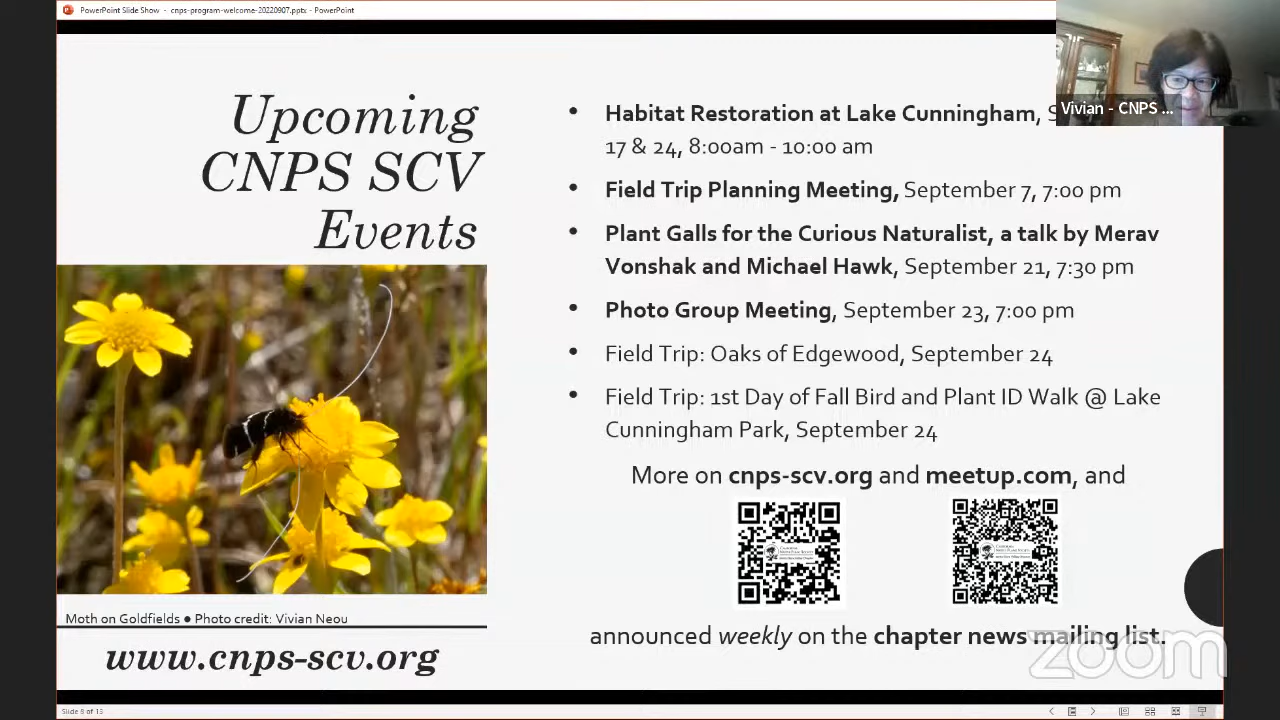 PowerPoint Slide Show - cnps-program-welcome-20220907.pptx - PowerPoint
Vivian - CNPS ...
Upcoming
CNPS SCV
Events
• Habitat Restoration at Lake Cunningham, S
17 & 24, 8:00am - 10:00 am
• Field Trip Planning Meeting, September 7, 7:00 pm
• Plant Galls for the Curious Naturalist, a talk by Merav
Vonshak and Michael Hawk, September 21, 7:30 pm
• Photo Group Meeting, September 23, 7:00 pm
• Field Trip: Oaks of Edgewood, September 24
• Field Trip: 1st Day of Fall Bird and Plant ID Walk @ Lake
Cunningham Park, September 24
More on cnps-scv.org and meetup.com, and
announced weekly on the chapter news mailing list.
Moth on Goldfields ● Photo credit: Vivian Neou
www.cnps-scv.org
zoom
Slide 8 of 13